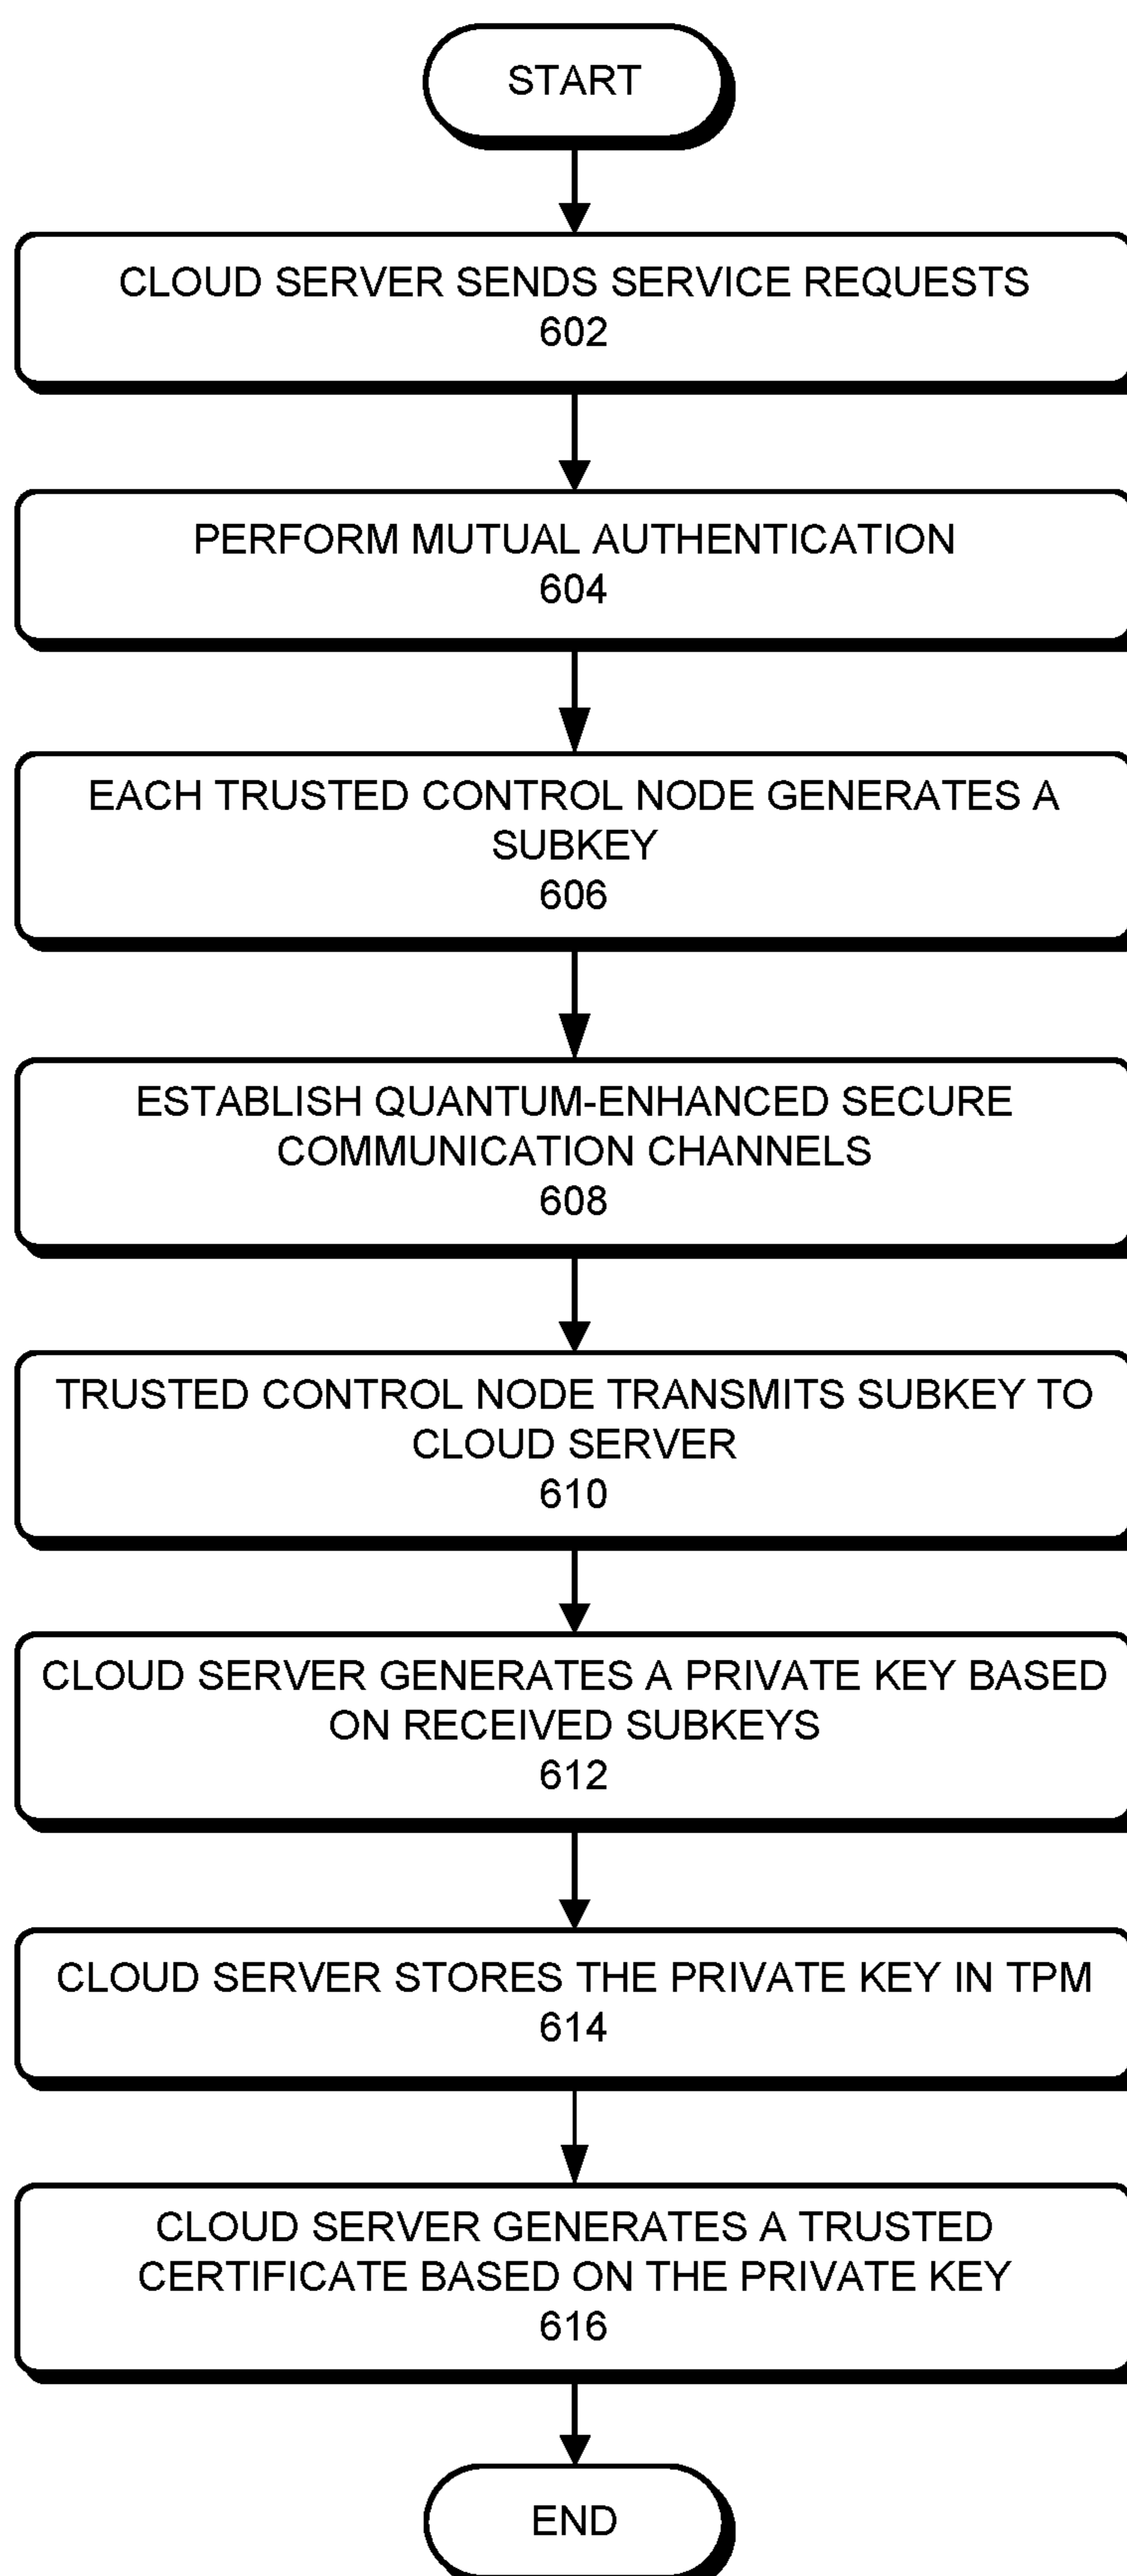 START
CLOUD SERVER SENDS SERVICE REQUESTS
602
PERFORM MUTUAL AUTHENTICATION
604
EACH TRUSTED CONTROL NODE GENERATES A
SUBKEY
606
ESTABLISH QUANTUM-ENHANCED SECURE
COMMUNICATION CHANNELS
608
TRUSTED CONTROL NODE TRANSMITS SUBKEY TO
CLOUD SERVER
610
CLOUD SERVER GENERATES A PRIVATE KEY BASED
ON RECEIVED SUBKEYS
612
CLOUD SERVER STORES THE PRIVATE KEY IN TPM
614
CLOUD SERVER GENERATES A TRUSTED
CERTIFICATE BASED ON THE PRIVATE KEY
616
END